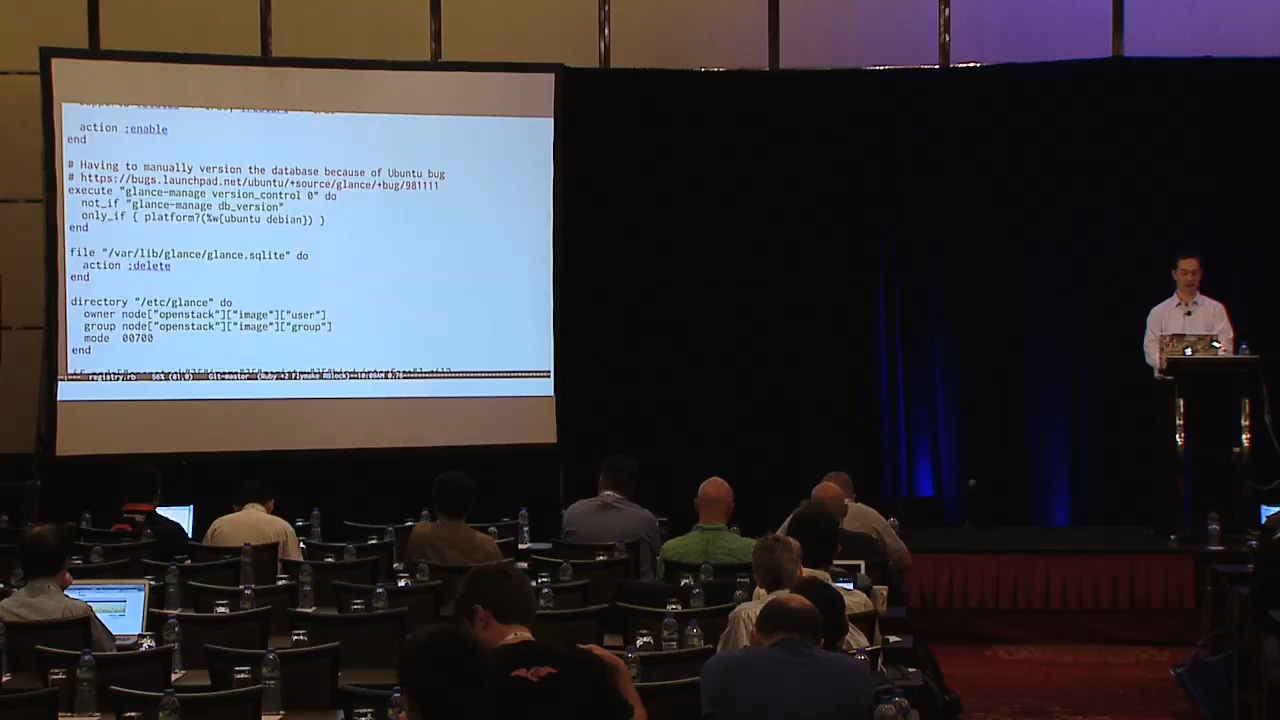 action :enable
end
# Having to manually version the database because of Ubuntu bug
# https://bugs.launchpad.net/ubuntu/+source/glance/+bug/981111
execute "glance-manage version_control 0" do
not_if "glance-manage db_version"
only_if { platform?(%w{ubuntu debian}) }
end
file "/var/lib/glance/glance.sqlite" do
action :delete
end
directory "/etc/glance" do
owner node["openstack"]["image"]["user"]
group node["openstack"]["image"]["group"]
mode 00700
end